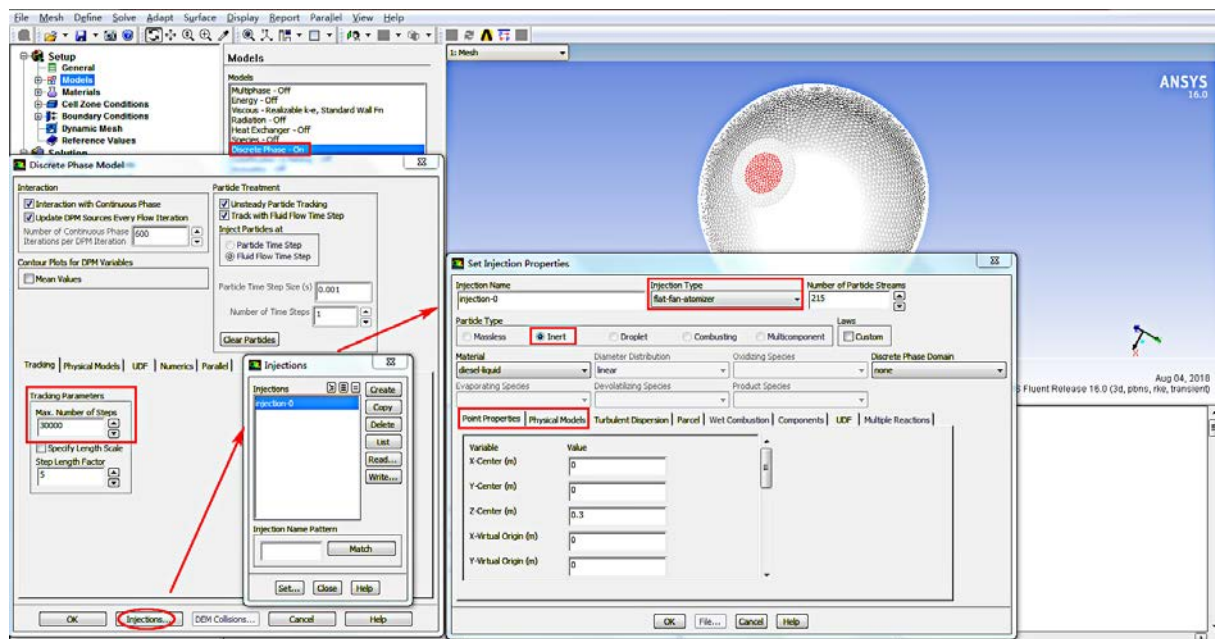 File Mesh Define Solve Adapt Surface Display Report Parallel View Help
Setup
General
Models
Materials
Cell Zone Conditions
Boundary Conditions
Dynamic Mesh
Reference Values
Solution
Models
Models
Multiphase - Off
Energy - Off
Viscous - Realizable k-e, Standard Wall Fn
Radiation - Off
Heat Exchanger - Off
Species - Off
Discrete Phase - On
1: Mesh
ANSYS
16.0
Aug 04, 2018
S Fluent Release 16.0 (3d, pbns, rke, transient)
Discrete Phase Model
Interaction
Interaction with Continuous Phase
Update DPM Sources Every Flow Iteration
Number of Continuous Phase
Iterations per DPM Iteration 600
Contour Plots for DPM Variables
Mean Values
Particle Treatment
Unsteady Particle Tracking
Track with Fluid Flow Time Step
Inject Particles at
Particle Time Step
Fluid Flow Time Step
Particle Time Step Size (s) 0.001
Number of Time Steps 1
Clear Particles
Tracking Physical Models UDF Numerics Parallel
Tracking Parameters
Max. Number of Steps
30000
Specify Length Scale
Step Length Factor
5
OK Injections... DEM Collisions... Cancel Help
Injections
Injections
injection-0
Create
Copy
Delete
List
Read...
Write...
Injection Name Pattern
Match
Set... Close Help
Set Injection Properties
Injection Name Injection Type Number of Particle Streams
injection-0 flat-fan-atomizer 215
Particle Type Laws
Massless Inert Droplet Combusting Multicomponent Custom
Material Diameter Distribution Oxidizing Species Discrete Phase Domain
diesel-liquid linear none
Evaporating Species Devolatilizing Species Product Species
Point Properties Physical Models Turbulent Dispersion Parcel Wet Combustion Components UDF Multiple Reactions
Variable Value
X-Center (m) 0
Y-Center (m) 0
Z-Center (m) 0.3
X-Virtual Origin (m) 0
Y-Virtual Origin (m) 0
OK File... Cancel Help